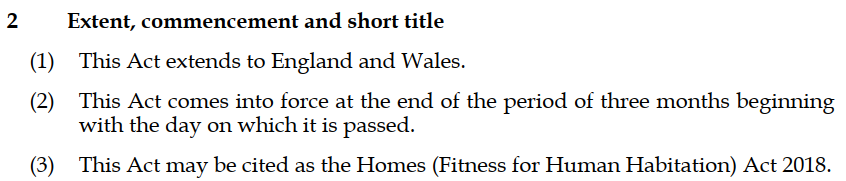 2 Extent, commencement and short title
(1) This Act extends to England and Wales.
(2) This Act comes into force at the end of the period of three months beginning
with the day on which it is passed.
(3) This Act may be cited as the Homes (Fitness for Human Habitation) Act 2018.